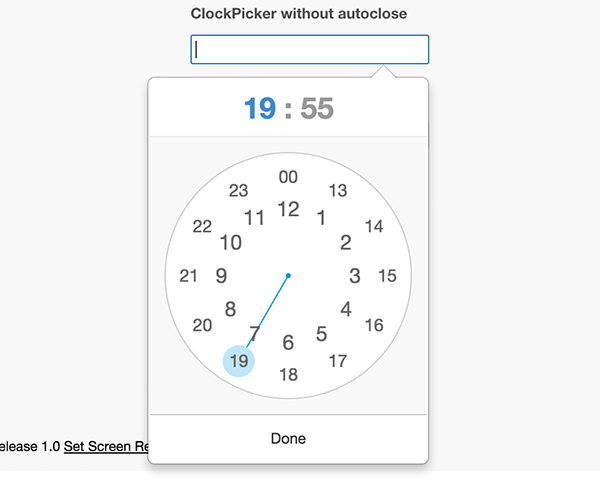 ClockPicker without autoclose
19 : 55
00
23 13
12
11 1
22 14
10 2
21 9 3 15
8 4
20 16
7 5
6
19 17
18
Done
elease 1.0 Set Screen Re